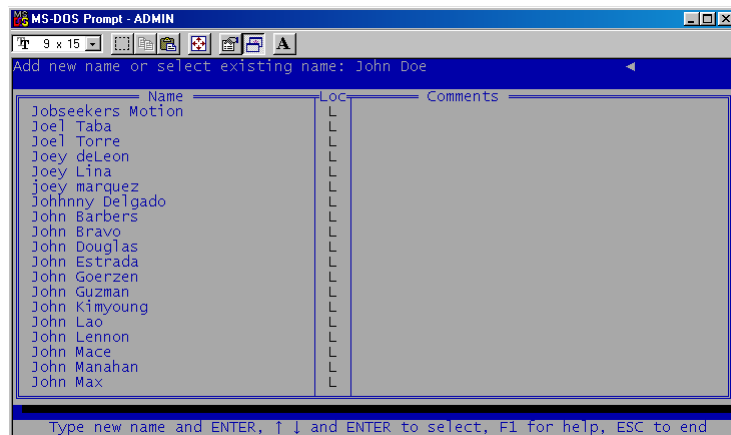 MS-DOS Prompt - ADMIN
9 x 15 A
Add new name or select existing name: John Doe
Name Loc Comments
Jobseekers Motion L
Joel Taba L
Joel Torre L
Joey deLeon L
Joey Lina L
joey marquez L
Johhnny Delgado L
John Barbers L
John Bravo L
John Douglas L
John Estrada L
John Goerzen L
John Guzman L
John Kimyoung L
John Lao L
John Lennon L
John Mace L
John Manahan L
John Max L
Type new name and ENTER, ↑ ↓ and ENTER to select, F1 for help, ESC to end